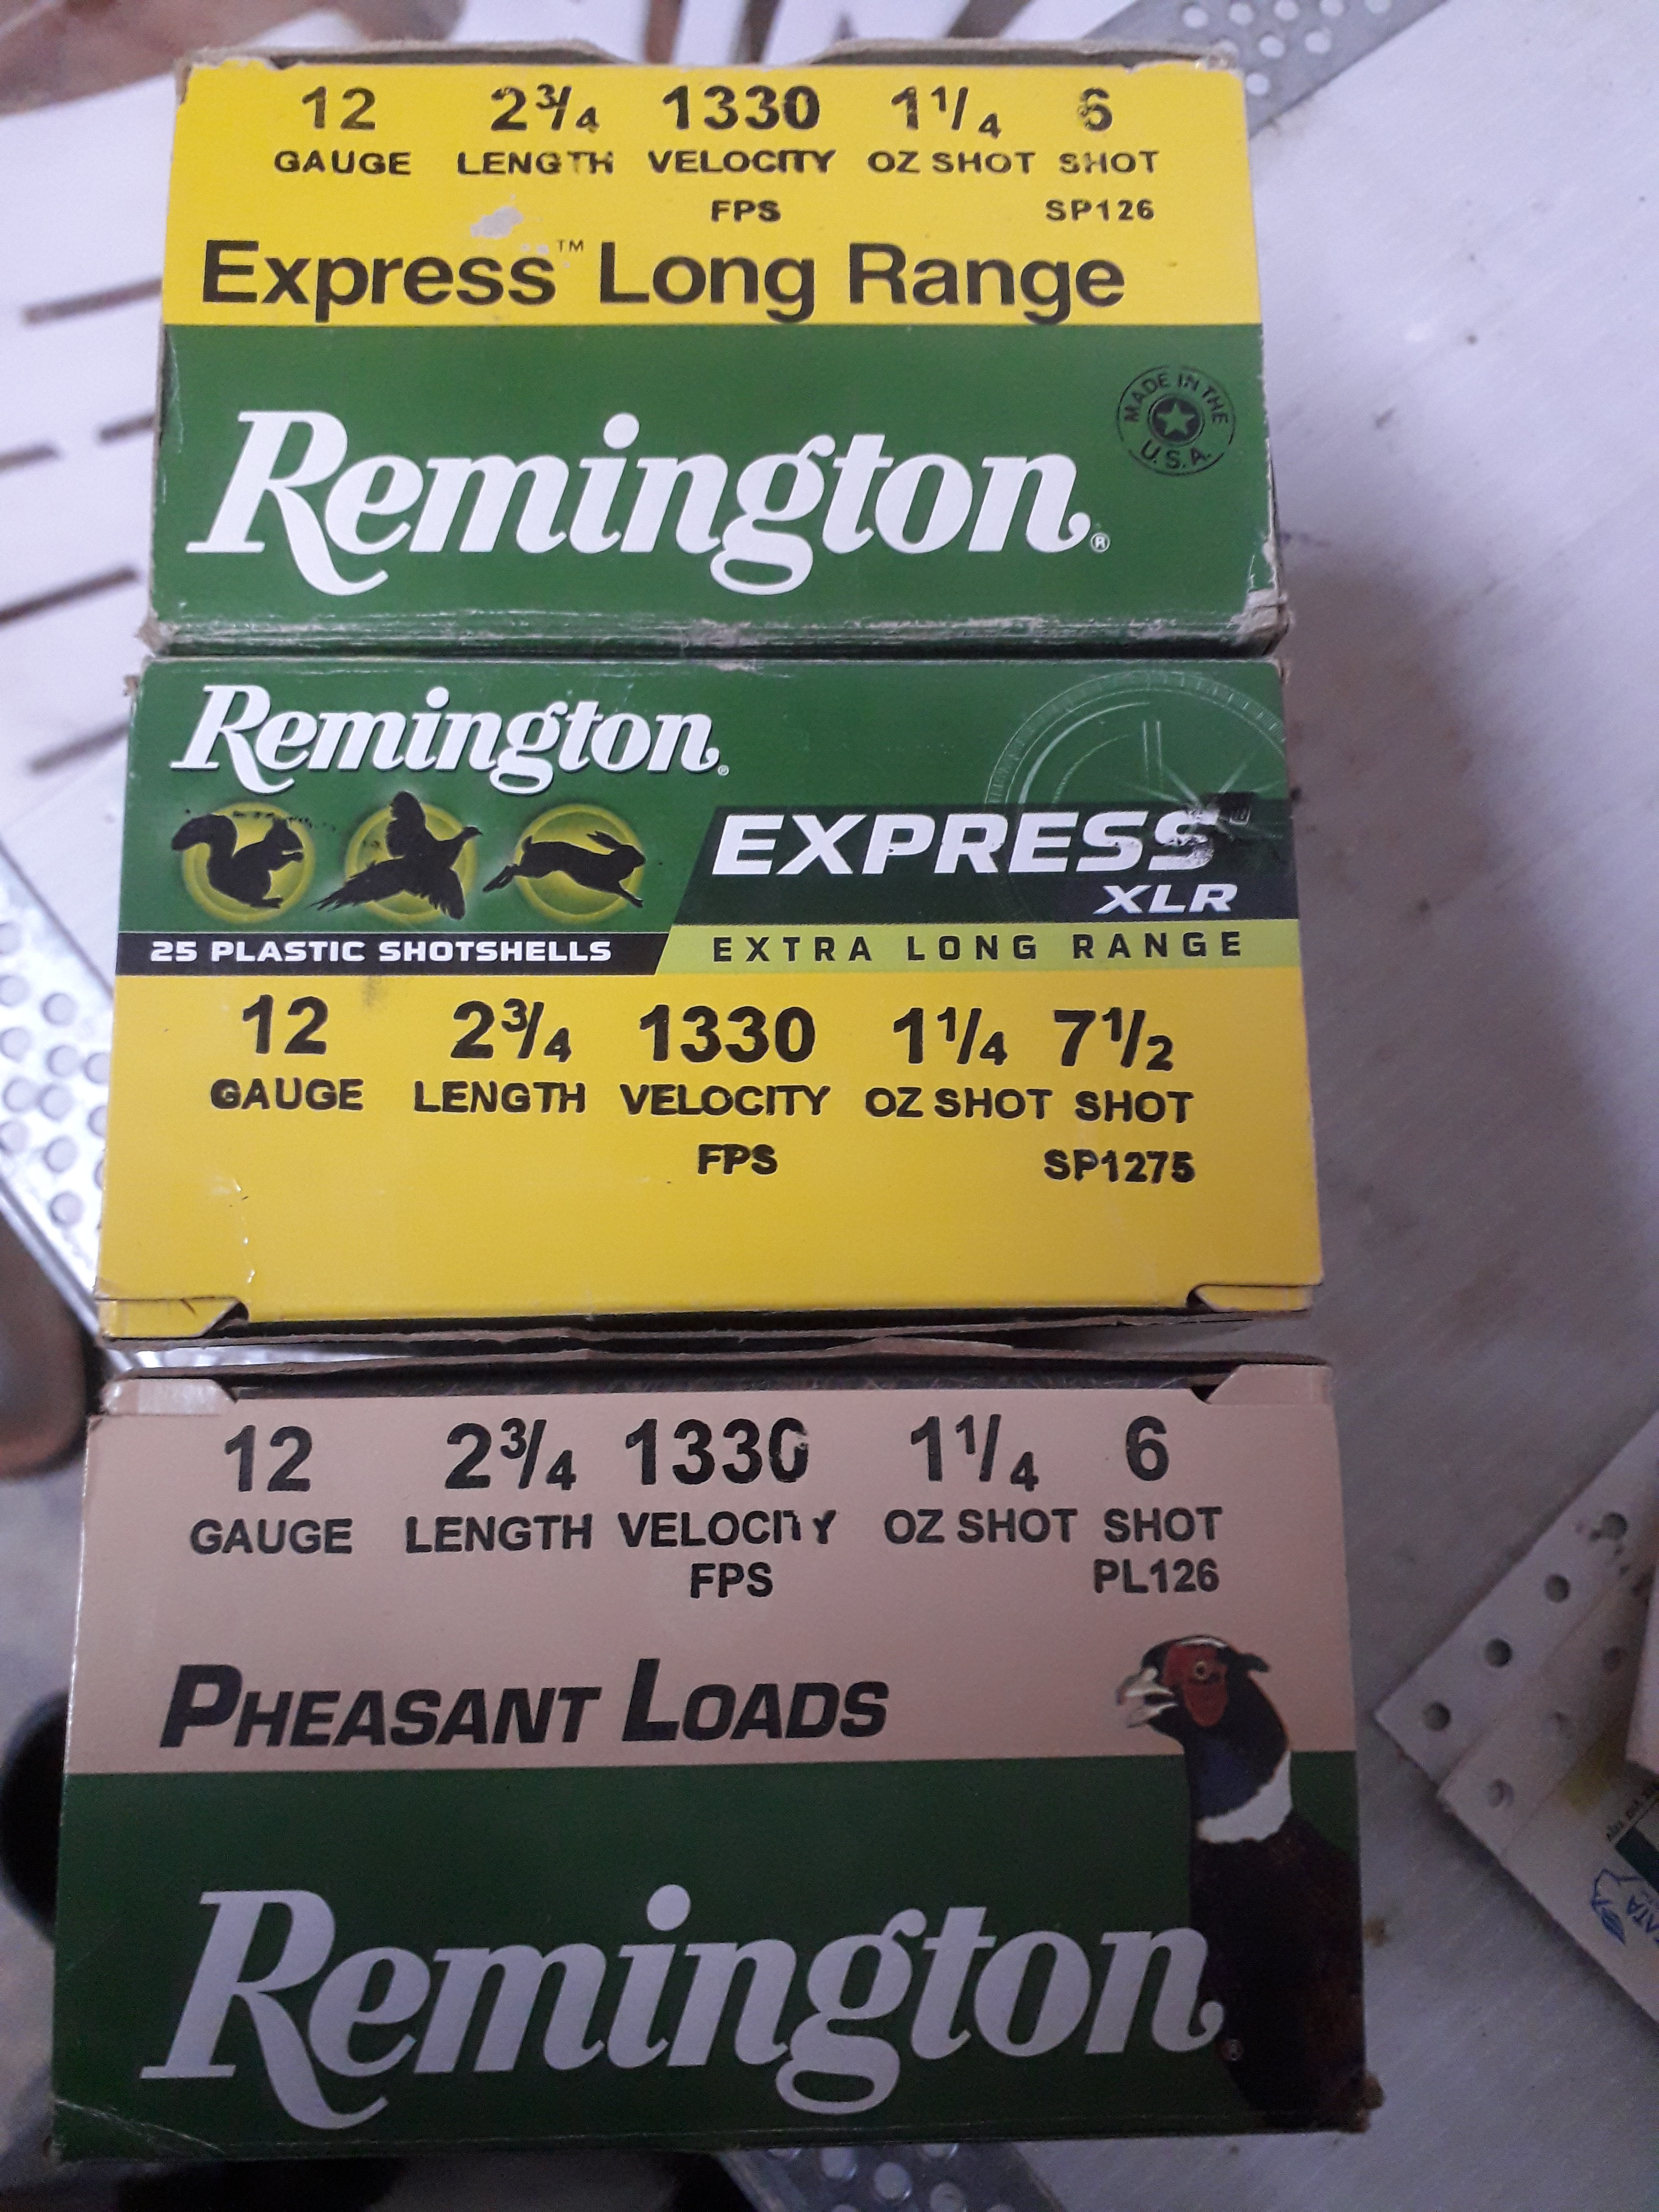 12 2¾ 1330 1¼ 6
GAUGE LENGTH VELOCITY OZ SHOT SHOT
FPS SP126
Express™ Long Range
MADE IN THE U.S.A.
Remington®
Remington®
EXPRESS
XLR
25 PLASTIC SHOTSHELLS EXTRA LONG RANGE
12 2¾ 1330 1¼ 7½
GAUGE LENGTH VELOCITY OZ SHOT SHOT
FPS SP1275
12 2¾ 1330 1¼ 6
GAUGE LENGTH VELOCITY OZ SHOT SHOT
FPS PL126
PHEASANT LOADS
Remington®